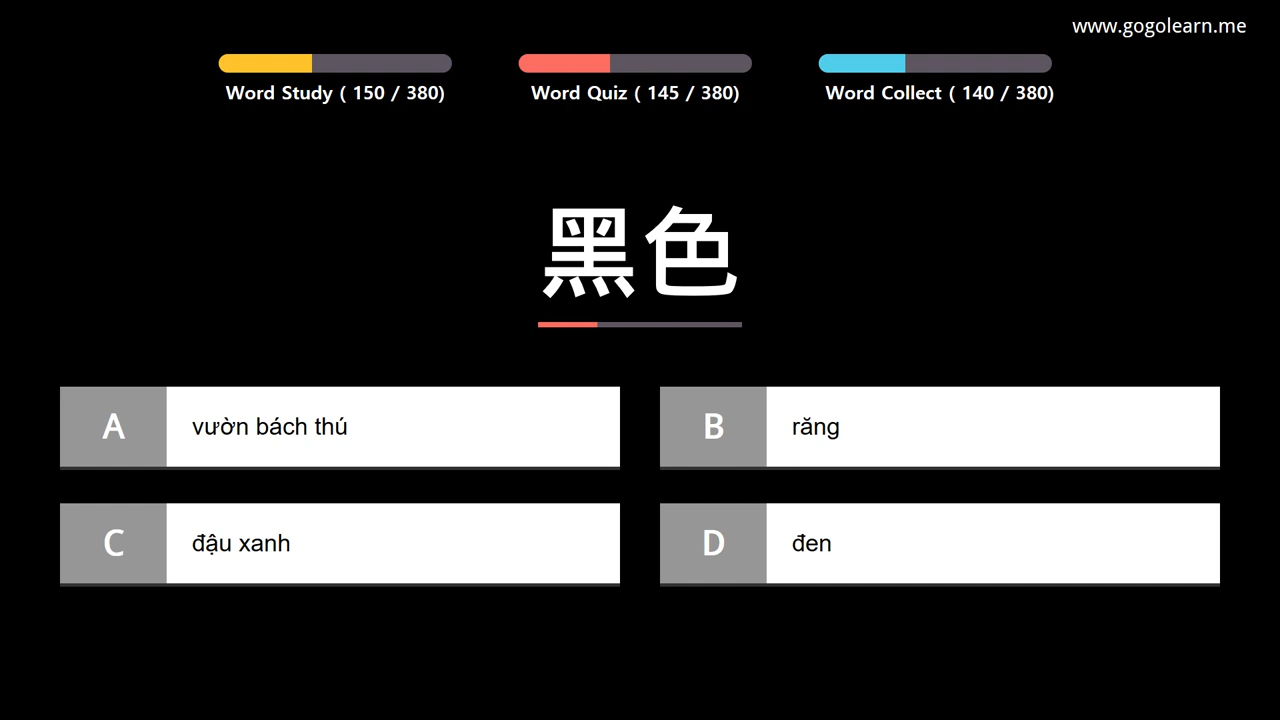 www.gogolearn.me
Word Study ( 150 / 380)
Word Quiz ( 145 / 380)
Word Collect ( 140 / 380)
黑色
A vườn bách thú
B răng
C đậu xanh
D đen